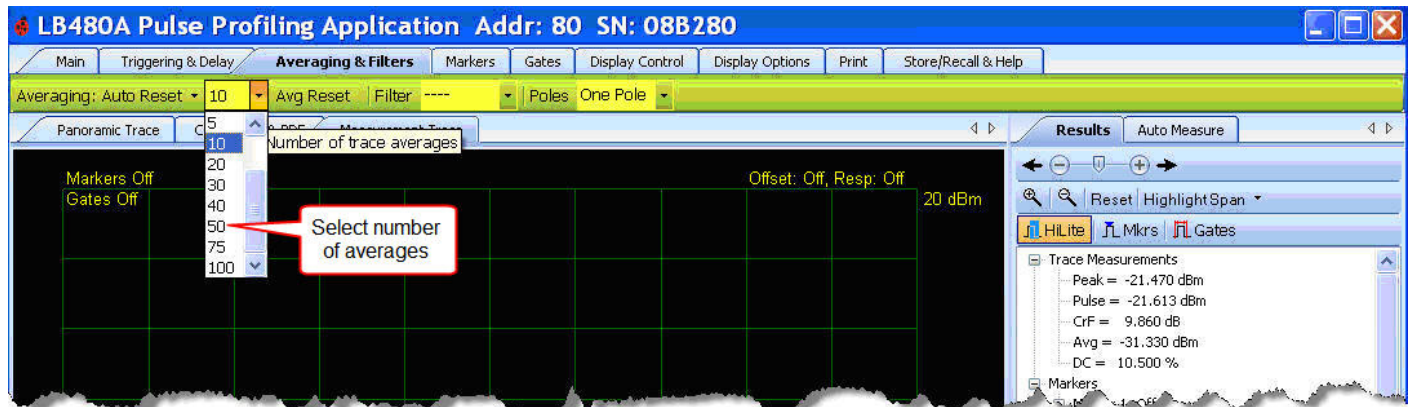 LB480A Pulse Profiling Application Addr: 80 SN: 08B280
Main Triggering & Delay Averaging & Filters Markers Gates Display Control Display Options Print Store/Recall & Help
Averaging: Auto Reset 10 Avg Reset Filter ---- Poles One Pole
Panoramic Trace C & PDF Measurement Trace
Results Auto Measure
5
10
20
30
40
50
75
100
Number of trace averages
Select number
of averages
Markers Off
Gates Off
Offset: Off, Resp: Off
20 dBm
Reset Highlight Span
HiLite Mkrs Gates
Trace Measurements
Peak = -21.470 dBm
Pulse = -21.613 dBm
CrF = 9.860 dB
Avg = -31.330 dBm
DC = 10.500 %
Markers